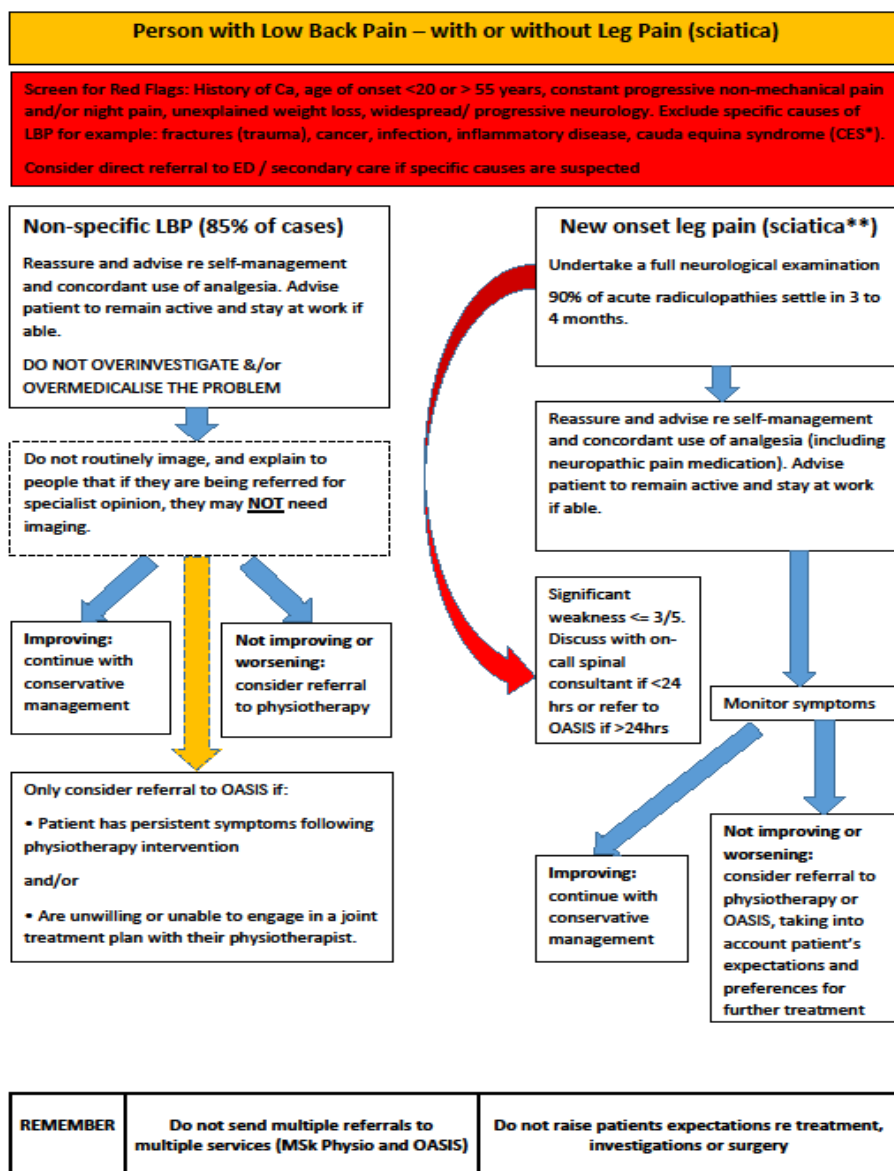 Person with Low Back Pain – with or without Leg Pain (sciatica)
Screen for Red Flags: History of Ca, age of onset <20 or > 55 years, constant progressive non-mechanical pain
and/or night pain, unexplained weight loss, widespread/ progressive neurology. Exclude specific causes of
LBP for example: fractures (trauma), cancer, infection, inflammatory disease, cauda equina syndrome (CES*).
Consider direct referral to ED / secondary care if specific causes are suspected
Non-specific LBP (85% of cases)
Reassure and advise re self-management
and concordant use of analgesia. Advise
patient to remain active and stay at work if
able.
DO NOT OVERINVESTIGATE &/or
OVERMEDICALISE THE PROBLEM
Do not routinely image, and explain to
people that if they are being referred for
specialist opinion, they may NOT need
imaging.
Improving:
continue with
conservative
management
Not improving or
worsening:
consider referral
to physiotherapy
Only consider referral to OASIS if:
• Patient has persistent symptoms following
physiotherapy intervention
and/or
• Are unwilling or unable to engage in a joint
treatment plan with their physiotherapist.
New onset leg pain (sciatica**)
Undertake a full neurological examination
90% of acute radiculopathies settle in 3 to
4 months.
Reassure and advise re self-management
and concordant use of analgesia (including
neuropathic pain medication). Advise
patient to remain active and stay at work
if able.
Significant
weakness <= 3/5.
Discuss with on-
call spinal
consultant if <24
hrs or refer to
OASIS if >24hrs
Monitor symptoms
Improving:
continue with
conservative
management
Not improving or
worsening:
consider referral to
physiotherapy or
OASIS, taking into
account patient's
expectations and
preferences for
further treatment
REMEMBER
Do not send multiple referrals to
multiple services (MSk Physio and OASIS)
Do not raise patients expectations re treatment,
investigations or surgery